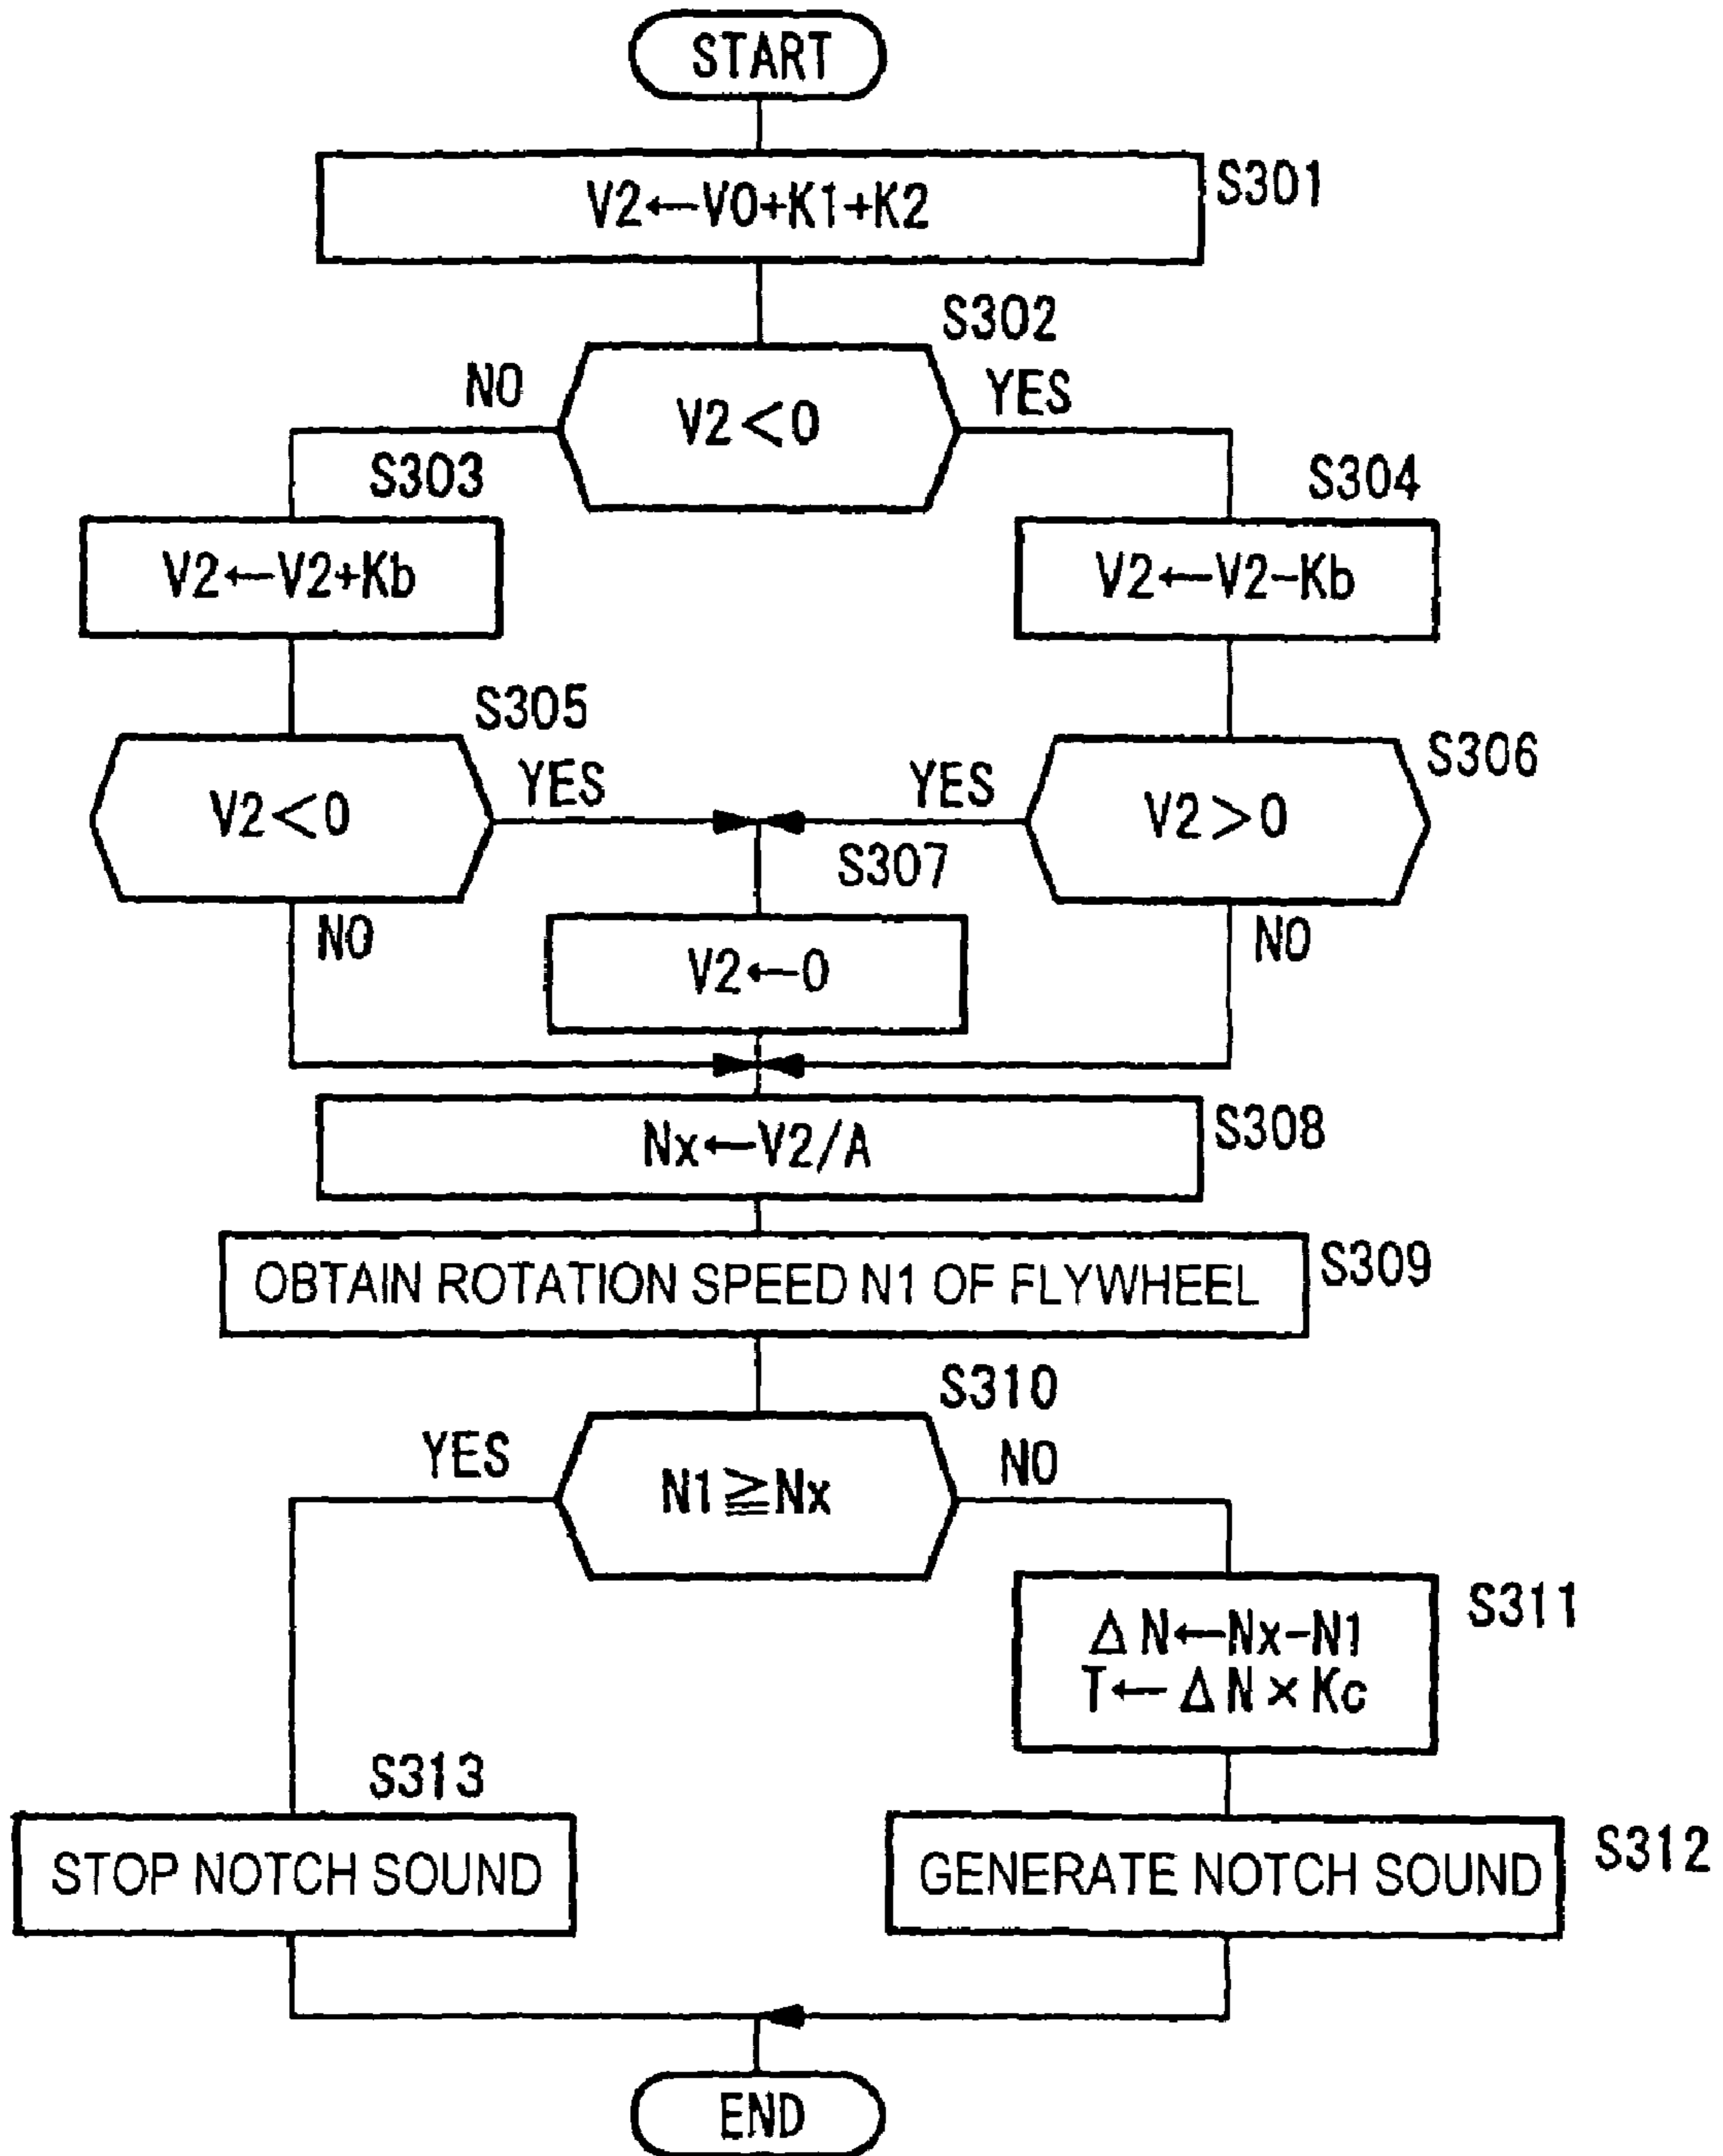 START
V2←V0+K1+K2
S301
S302
NO
V2<0
YES
S303
V2←V2+Kb
S304
V2←V2-Kb
S305
V2<0
YES
NO
S306
YES
V2>0
NO
S307
V2←0
Nx←V2/A
S308
OBTAIN ROTATION SPEED N1 OF FLYWHEEL
S309
S310
YES
N1≧Nx
NO
S311
ΔN←Nx-N1
T←ΔN×Kc
S313
STOP NOTCH SOUND
GENERATE NOTCH SOUND
S312
END